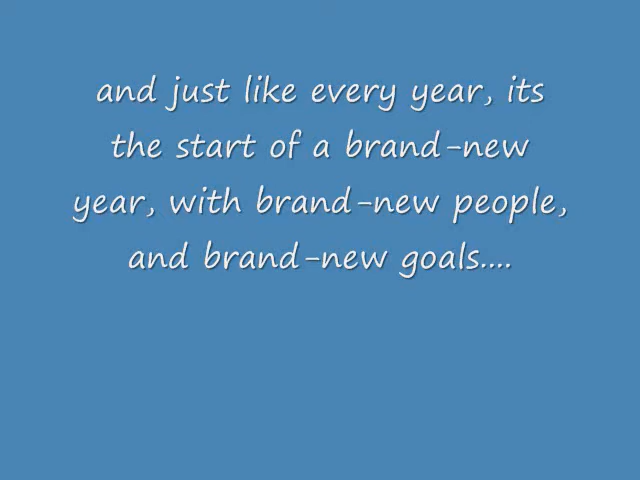 and just like every year, its
the start of a brand-new
year, with brand-new people,
and brand-new goals....